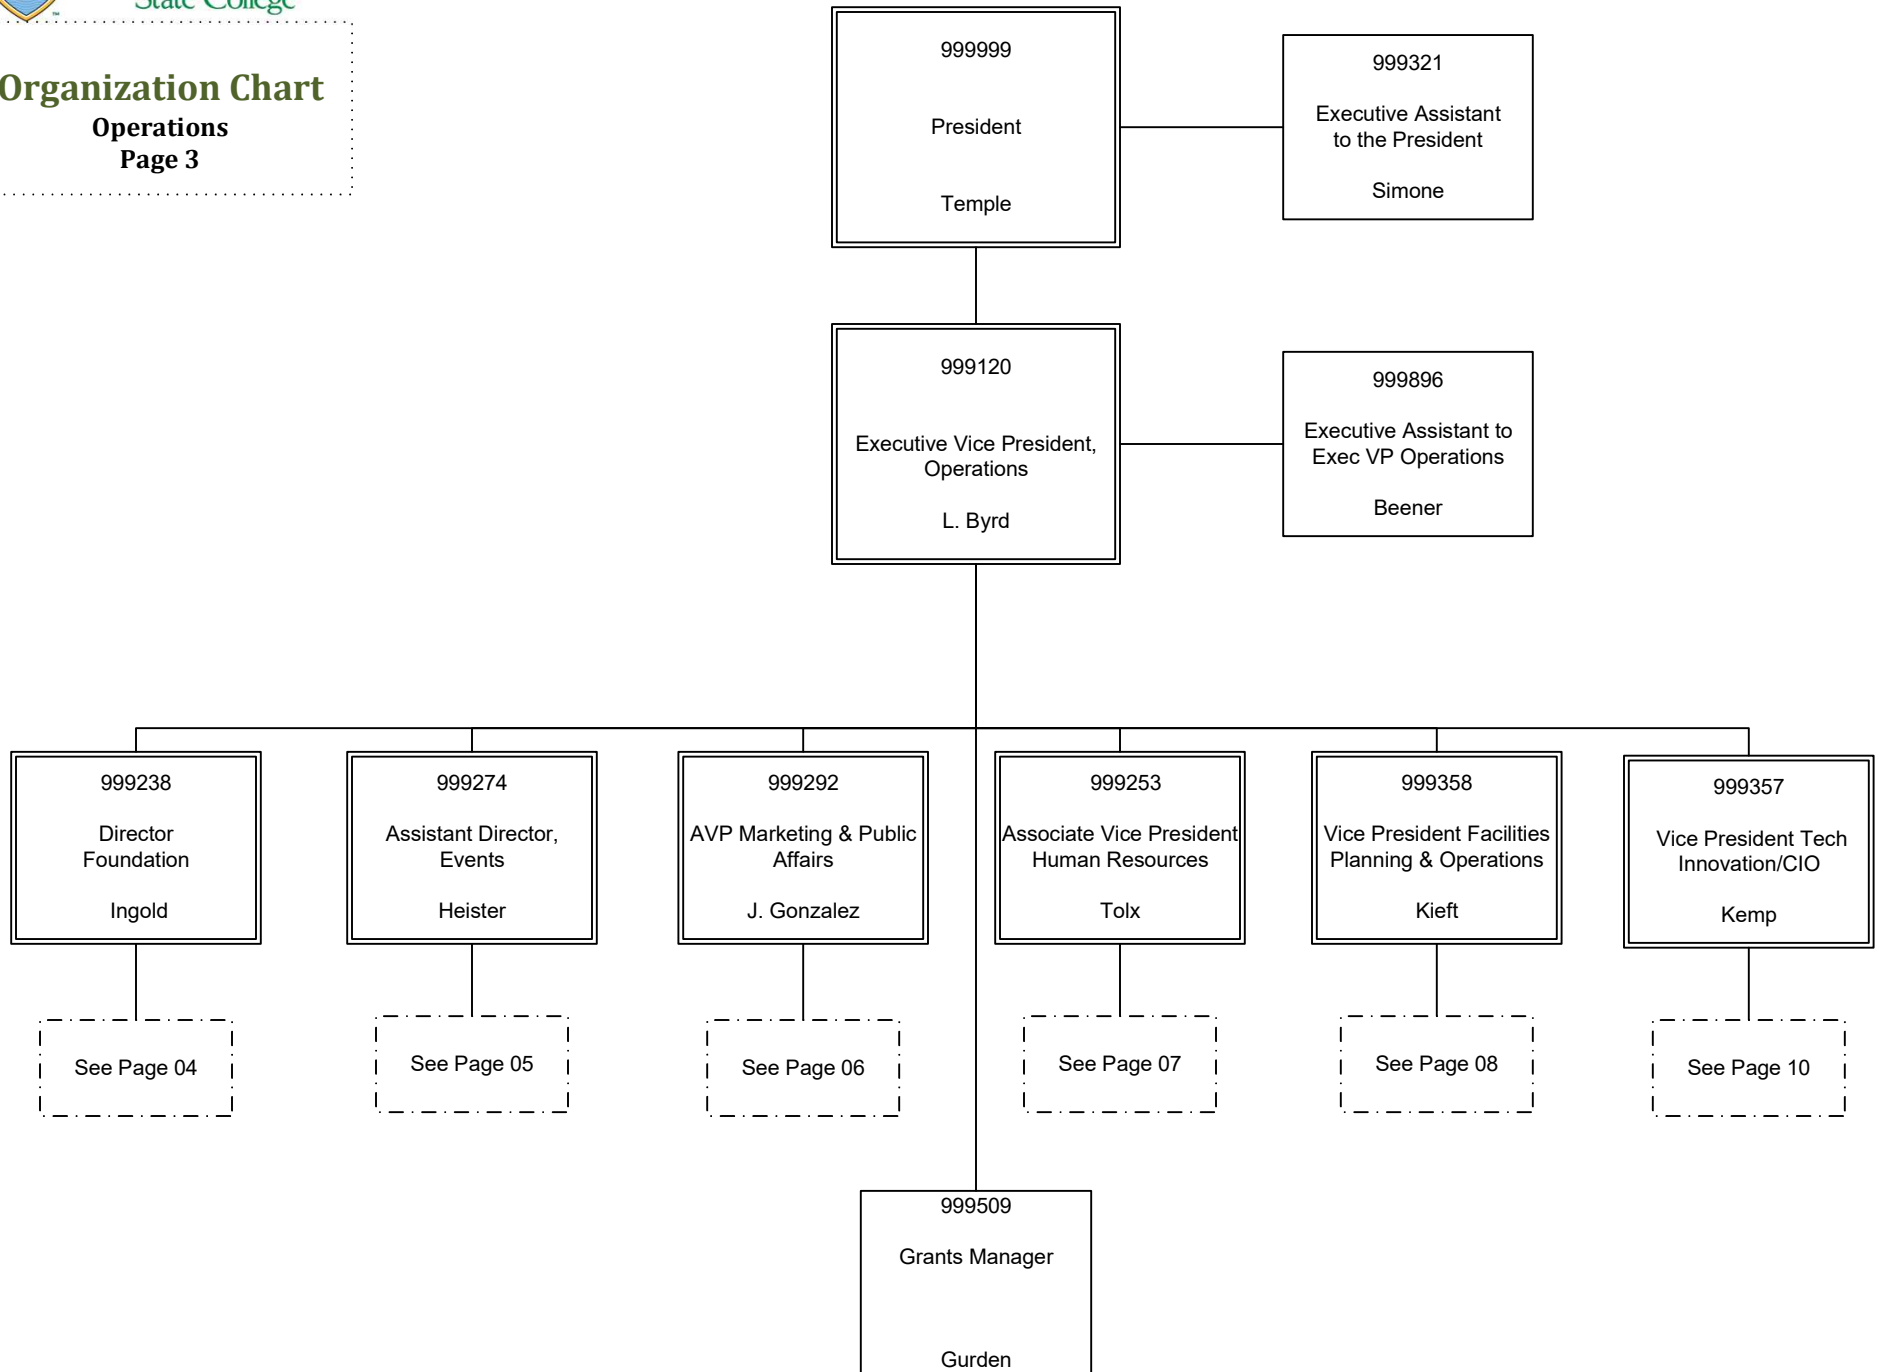 State College
™
Organization Chart
Operations
Page 3
999999
President
Temple
999321
Executive Assistant
to the President
Simone
999120
Executive Vice President,
Operations
L. Byrd
999896
Executive Assistant to
Exec VP Operations
Beener
999238
Director
Foundation
Ingold
999274
Assistant Director,
Events
Heister
999292
AVP Marketing & Public
Affairs
J. Gonzalez
999253
Associate Vice President
Human Resources
Tolx
999358
Vice President Facilities
Planning & Operations
Kieft
999357
Vice President Tech
Innovation/CIO
Kemp
See Page 04
See Page 05
See Page 06
See Page 07
See Page 08
See Page 10
999509
Grants Manager
Gurden